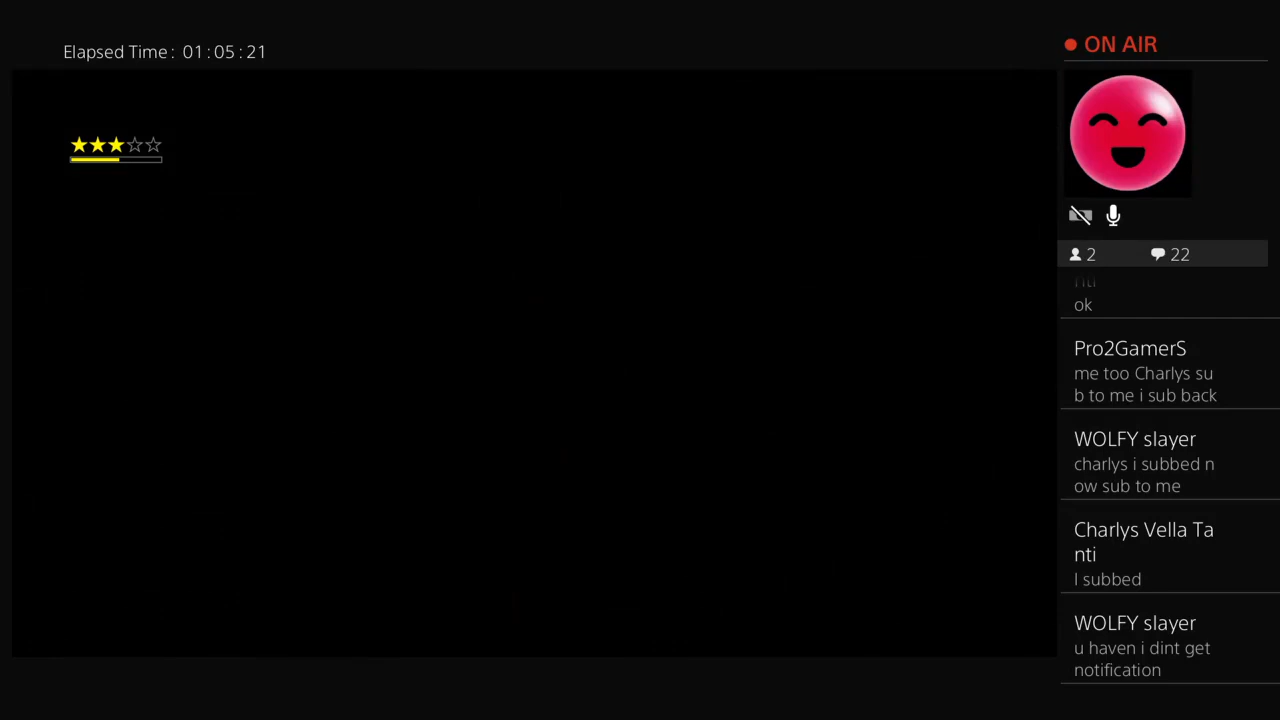 Elapsed Time: 01:05:21
ON AIR
2 22
ok
Pro2GamerS
me too Charlys su
b to me i sub back
WOLFY slayer
charlys i subbed n
ow sub to me
Charlys Vella Ta
nti
I subbed
WOLFY slayer
u haven i dint get
notification